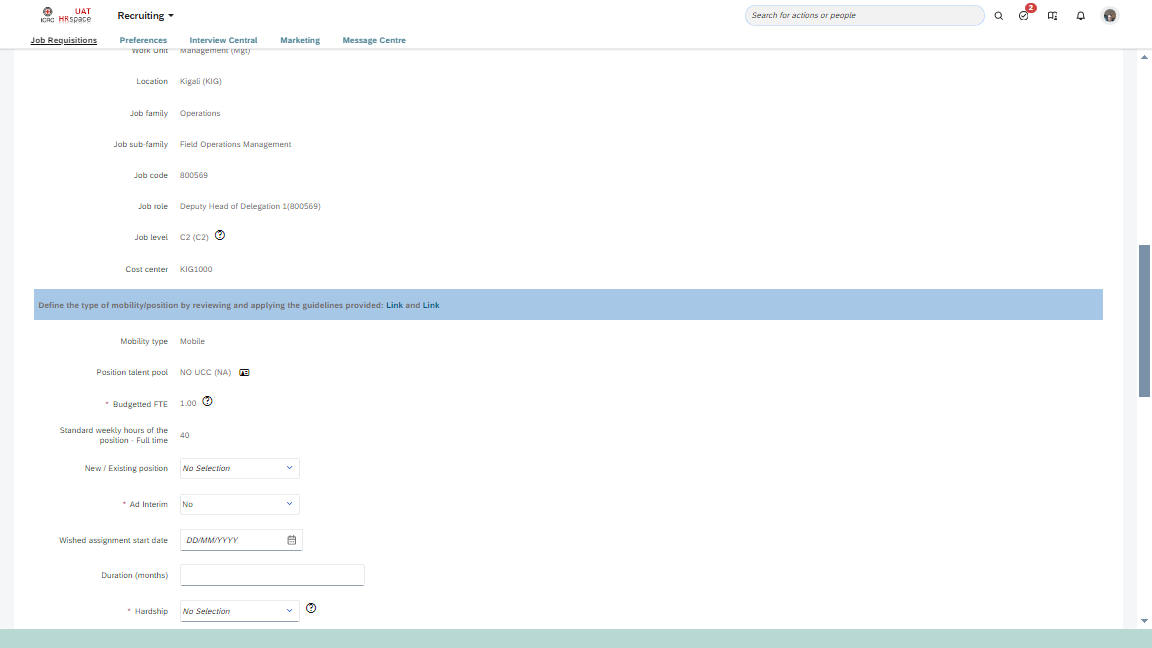 UAT
ICRC HRspace
Recruiting
Search for actions or people
2
Job Requisitions Preferences Interview Central Marketing Message Centre
Work Unit Management (Mgt)
Location Kigali (KIG)
Job family Operations
Job sub-family Field Operations Management
Job code 800569
Job role Deputy Head of Delegation 1(800569)
Job level C2 (C2)
Cost center KIG1000
Define the type of mobility/position by reviewing and applying the guidelines provided: Link and Link
Mobility type Mobile
Position talent pool NO UCC (NA)
* Budgetted FTE 1.00
Standard weekly hours of the
position - Full time 40
New / Existing position No Selection
* Ad Interim No
Wished assignment start date DD/MM/YYYY
Duration (months)
* Hardship No Selection